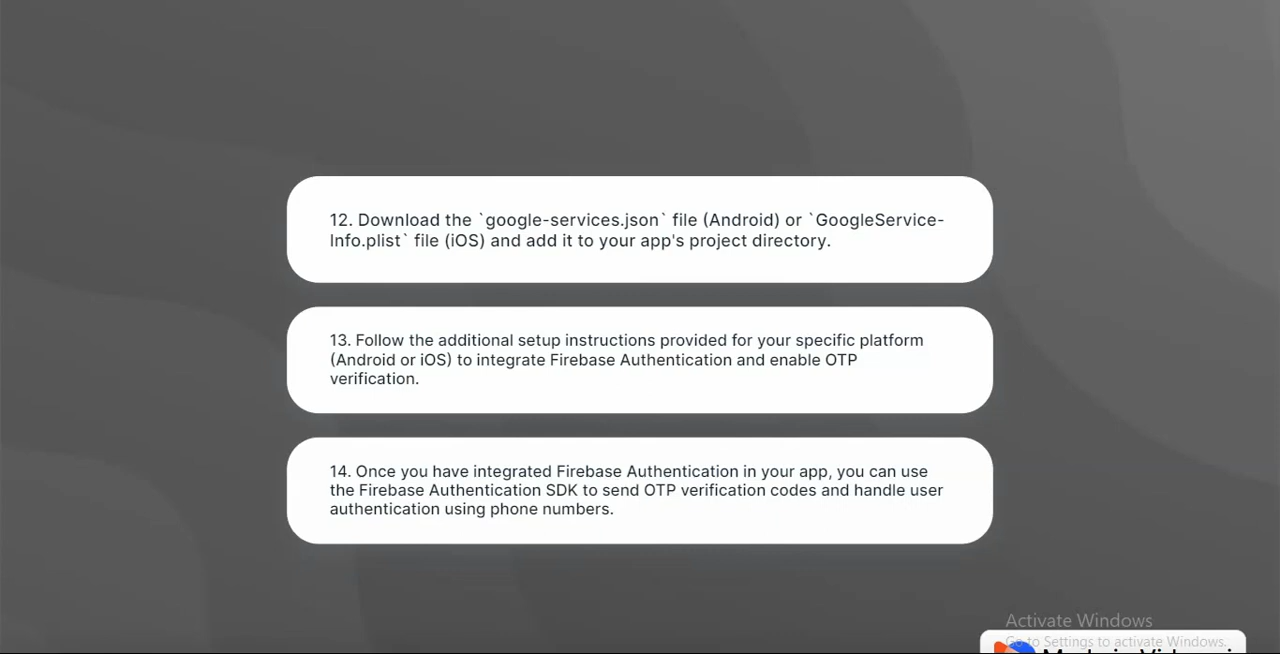 12. Download the `google-services.json` file (Android) or `GoogleService-
Info.plist` file (iOS) and add it to your app's project directory.
13. Follow the additional setup instructions provided for your specific platform
(Android or iOS) to integrate Firebase Authentication and enable OTP
verification.
14. Once you have integrated Firebase Authentication in your app, you can use
the Firebase Authentication SDK to send OTP verification codes and handle user
authentication using phone numbers.
Activate Windows
Go to Settings to activate Windows.